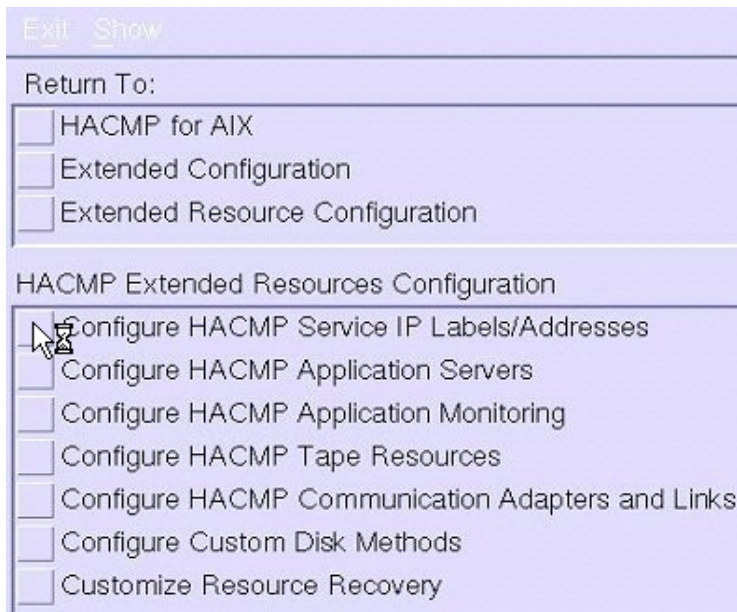 Exit Show
Return To:
HACMP for AIX
Extended Configuration
Extended Resource Configuration
HACMP Extended Resources Configuration
Configure HACMP Service IP Labels/Addresses
Configure HACMP Application Servers
Configure HACMP Application Monitoring
Configure HACMP Tape Resources
Configure HACMP Communication Adapters and Links
Configure Custom Disk Methods
Customize Resource Recovery